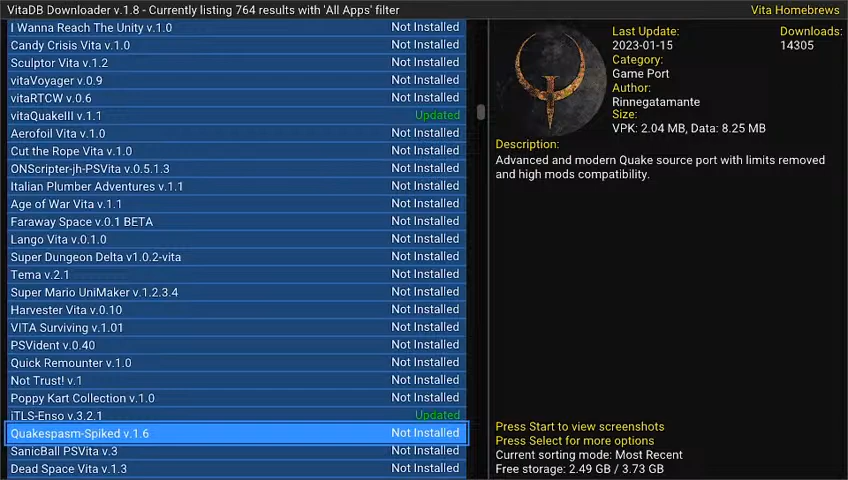 VitaDB Downloader v.1.8 - Currently listing 764 results with 'All Apps' filter
Vita Homebrews
I Wanna Reach The Unity v.1.0 Not Installed
Candy Crisis Vita v.1.0 Not Installed
Sculptor Vita v.1.2 Not Installed
vitaVoyager v.0.9 Not Installed
vitaRTCW v.0.6 Not Installed
vitaQuakeIII v.1.1 Updated
Aerofoil Vita v.1.0 Not Installed
Cut the Rope Vita v.1.0 Not Installed
ONScripter-jh-PSVita v.0.5.1.3 Not Installed
Italian Plumber Adventures v.1.1 Not Installed
Age of War Vita v.1.1 Not Installed
Faraway Space v.0.1 BETA Not Installed
Lango Vita v.0.1.0 Not Installed
Super Dungeon Delta v1.0.2-vita Not Installed
Tema v.2.1 Not Installed
Super Mario UniMaker v.1.2.3.4 Not Installed
Harvester Vita v.0.10 Not Installed
VITA Surviving v.1.01 Not Installed
PSVident v.0.40 Not Installed
Quick Remounter v.1.0 Not Installed
Not Trust! v.1 Not Installed
Poppy Kart Collection v.1.0 Not Installed
iTLS-Enso v.3.2.1 Updated
Quakespasm-Spiked v.1.6 Not Installed
SanicBall PSVita v.3 Not Installed
Dead Space Vita v.1.3 Not Installed
Last Update:
2023-01-15
Category:
Game Port
Author:
Rinnegatamante
Size:
VPK: 2.04 MB, Data: 8.25 MB
Downloads:
14305
Description:
Advanced and modern Quake source port with limits removed
and high mods compatibility.
Press Start to view screenshots
Press Select for more options
Current sorting mode: Most Recent
Free storage: 2.49 GB / 3.73 GB